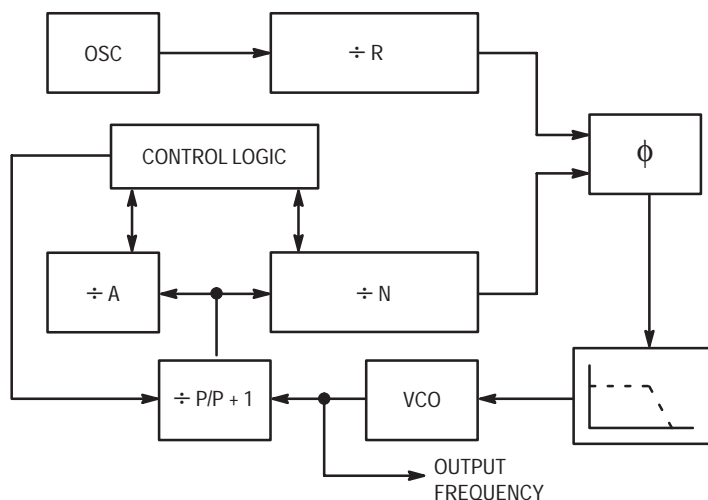 OSC
÷ R
CONTROL LOGIC
ϕ
÷ A
÷ N
÷ P/P + 1
VCO
OUTPUT
FREQUENCY